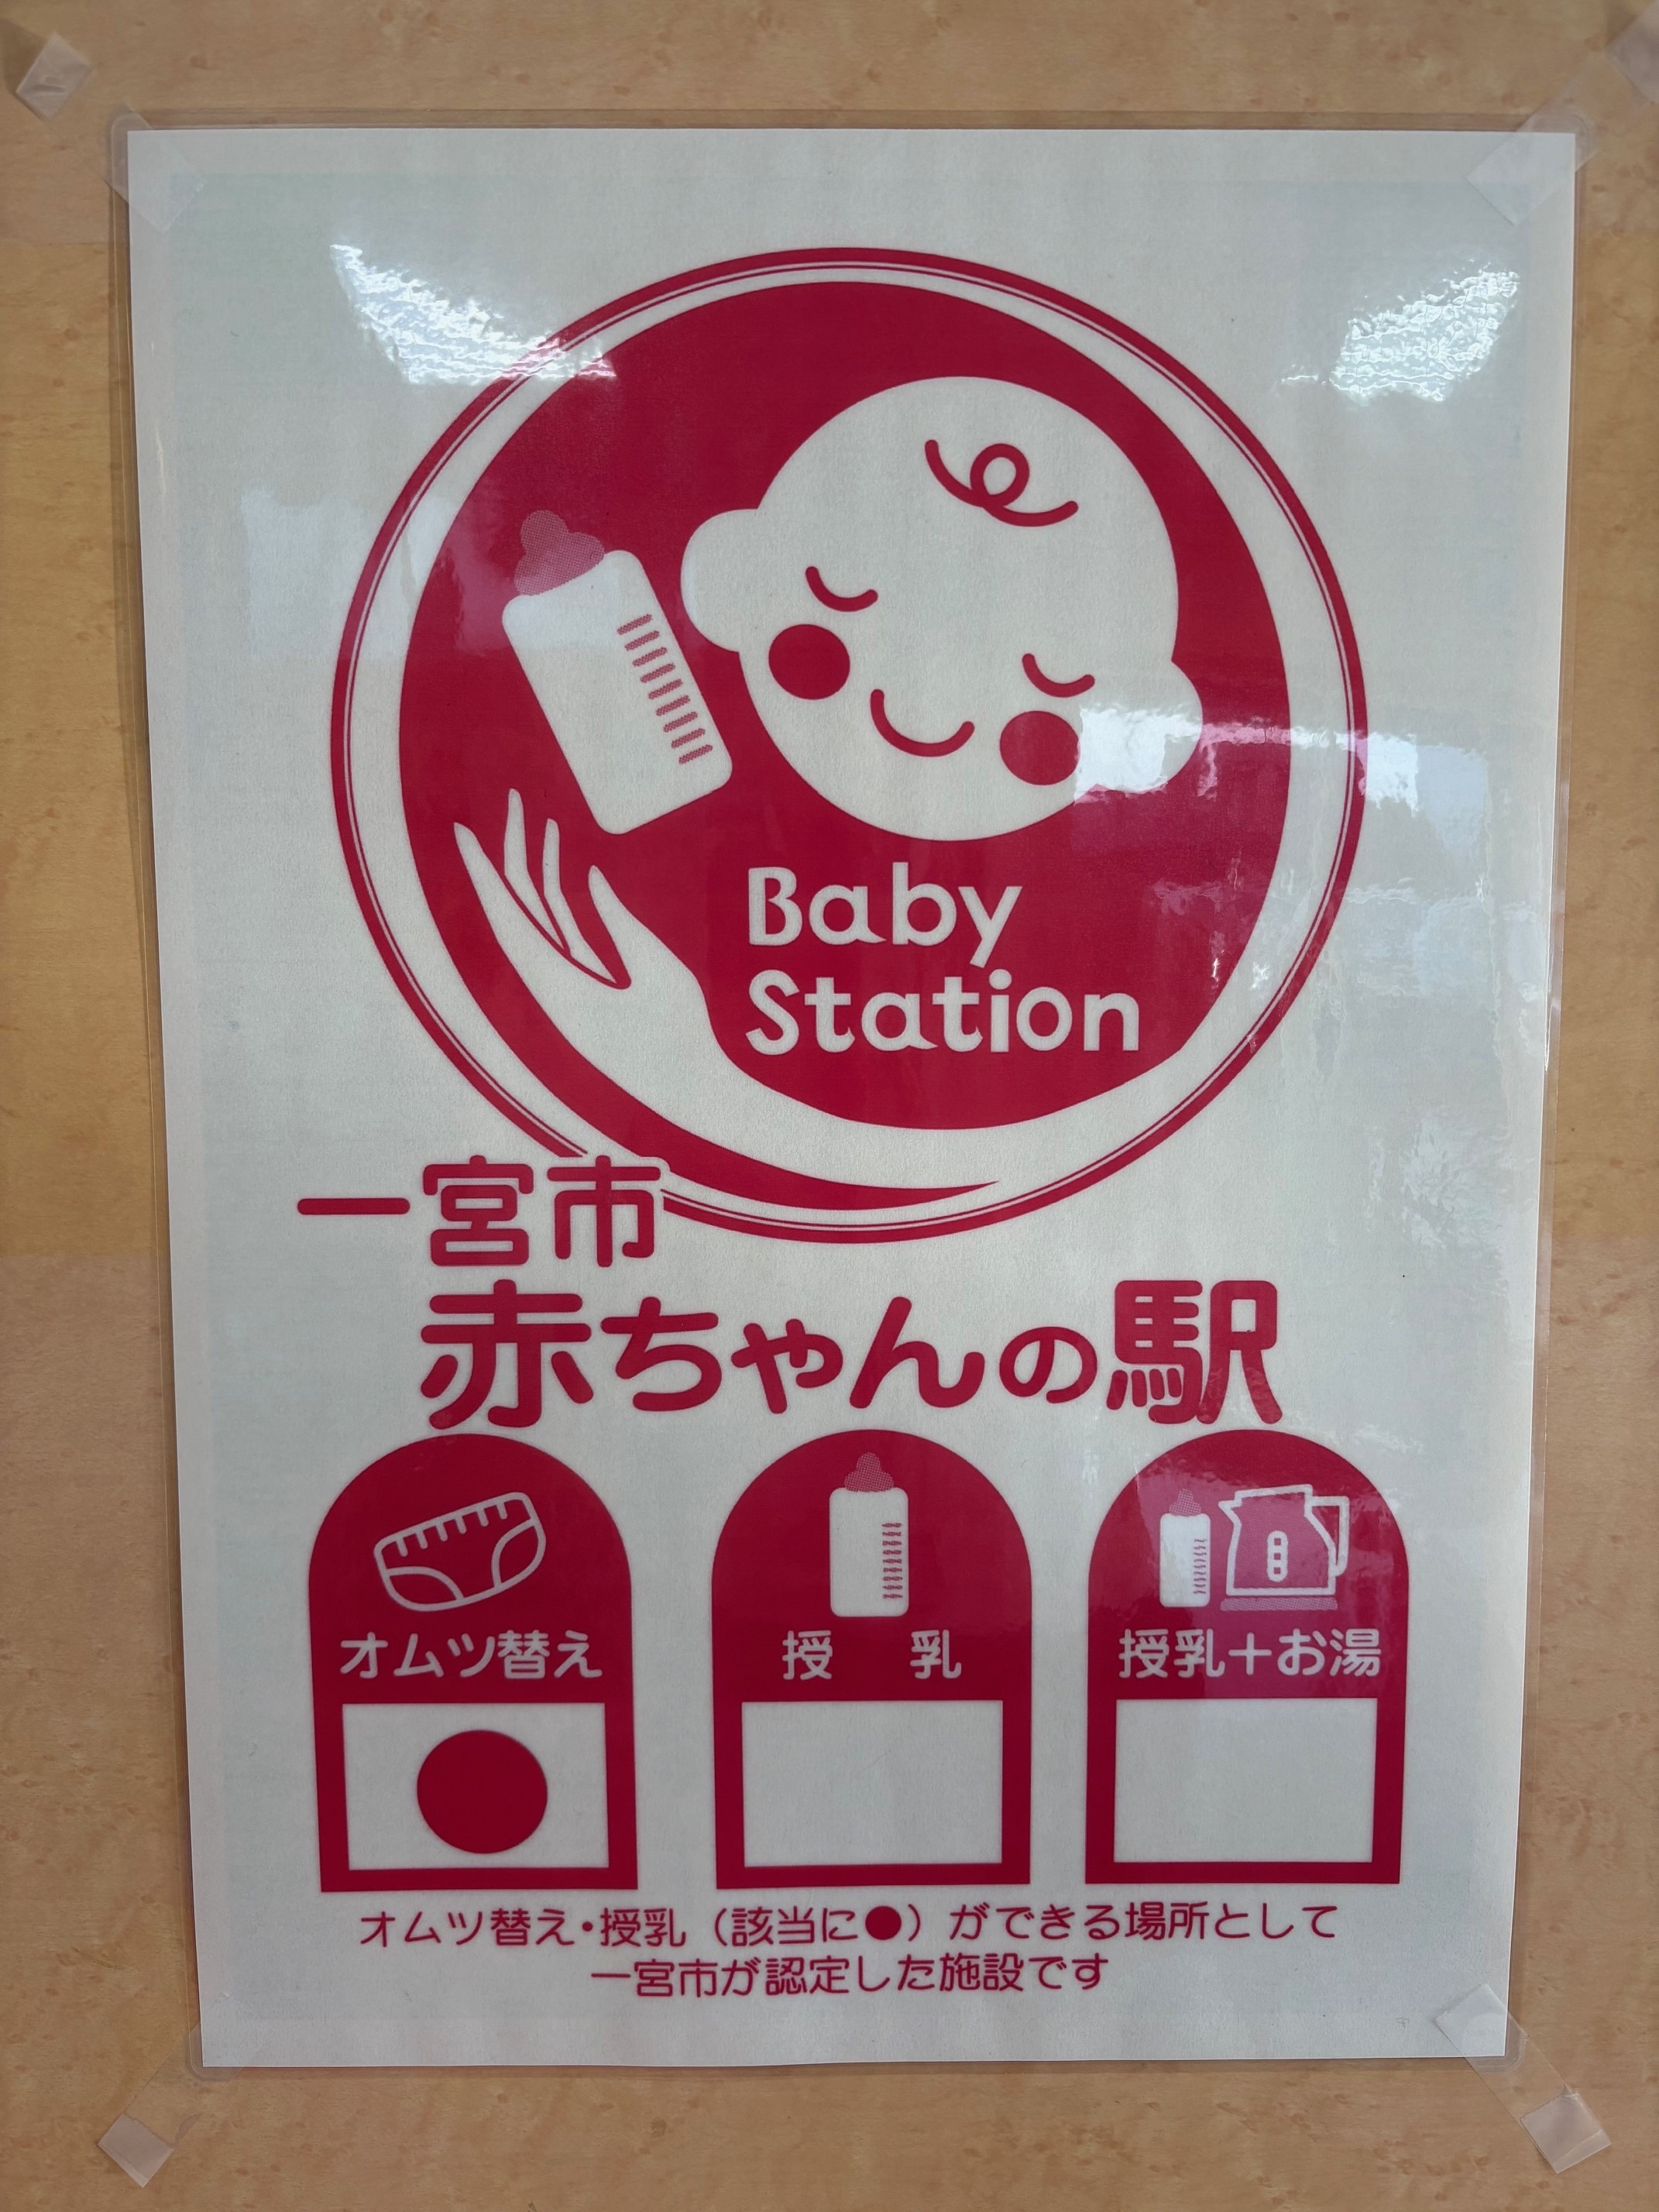 Baby
Station
一宮市
赤ちゃんの駅
オムツ替え
授 乳
授乳＋お湯
オムツ替え・授乳（該当に●）ができる場所として
一宮市が認定した施設です